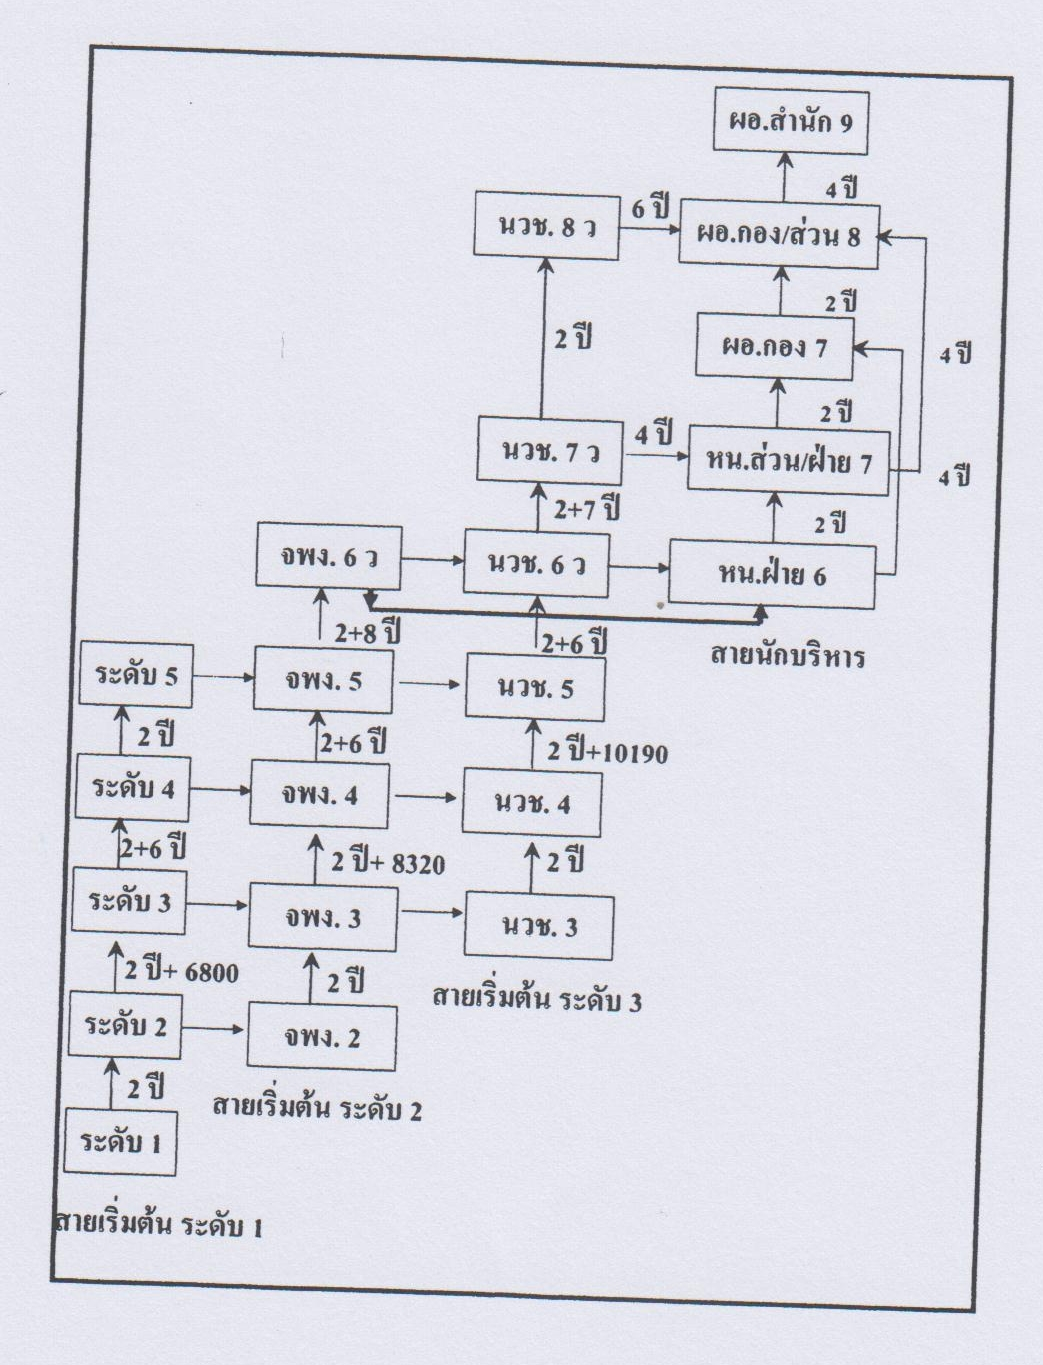 ผอ.สำนัก 9
4 ปี
นวช. 8 ว
6 ปี
ผอ.กอง/ส่วน 8
2 ปี
2 ปี
ผอ.กอง 7
4 ปี
2 ปี
นวช. 7 ว
4 ปี
หน.ส่วน/ฝ่าย 7
4 ปี
2+7 ปี
2 ปี
จพง. 6 ว
นวช. 6 ว
หน.ฝ่าย 6
2+8 ปี
2+6 ปี
สายนักบริหาร
ระดับ 5
จพง. 5
นวช. 5
2 ปี
2+6 ปี
2 ปี+10190
ระดับ 4
จพง. 4
นวช. 4
2+6 ปี
2 ปี+ 8320
2 ปี
ระดับ 3
จพง. 3
นวช. 3
2 ปี+ 6800
2 ปี
สายเริ่มต้น ระดับ 3
ระดับ 2
จพง. 2
2 ปี
สายเริ่มต้น ระดับ 2
ระดับ 1
สายเริ่มต้น ระดับ 1